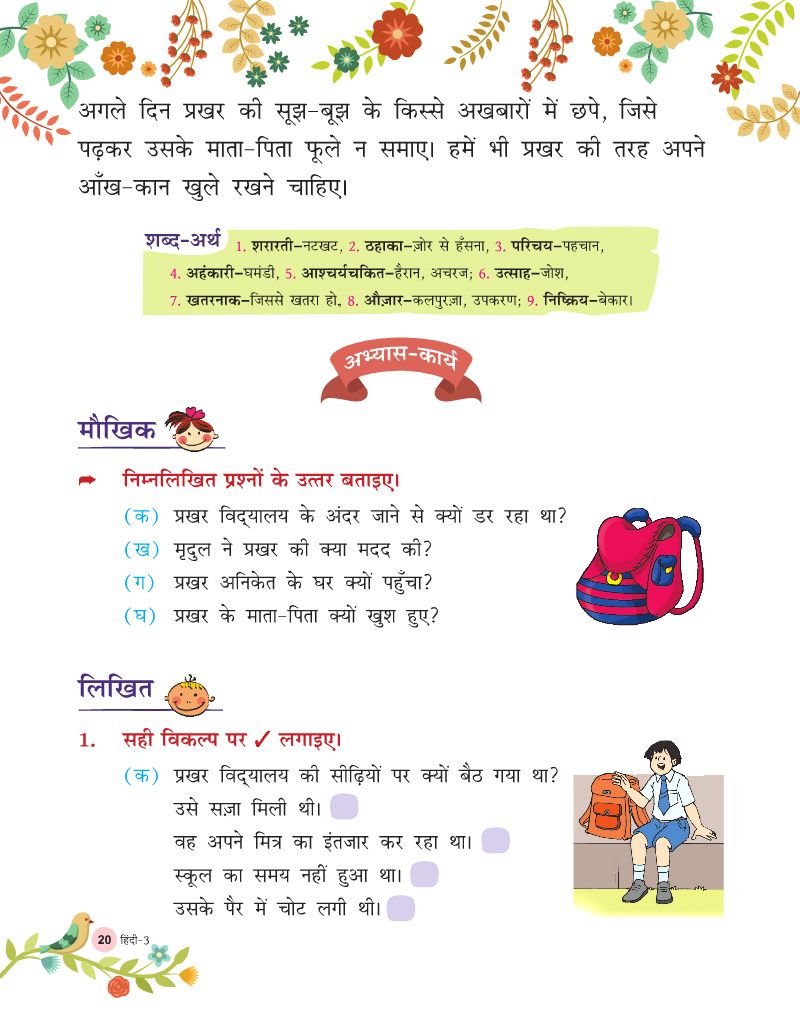 अगले दिन प्रखर की सूझ-बूझ के किस्से अखबारों में छपे, जिसे
पढ़कर उसके माता-पिता फूले न समाए। हमें भी प्रखर की तरह अपने
आँख-कान खुले रखने चाहिए।
शब्द-अर्थ 1. शरारती–नटखट, 2. ठहाका–ज़ोर से हँसना, 3. परिचय–पहचान,
4. अहंकारी–घमंडी, 5. आश्चर्यचकित–हैरान, अचरज; 6. उत्साह–जोश,
7. खतरनाक–जिससे खतरा हो, 8. औज़ार–कलपुरज़ा, उपकरण; 9. निष्क्रिय–बेकार।
अभ्यास-कार्य
मौखिक
➦ निम्नलिखित प्रश्नों के उत्तर बताइए।
(क) प्रखर विद्‌यालय के अंदर जाने से क्यों डर रहा था?
(ख) मृदुल ने प्रखर की क्या मदद की?
(ग) प्रखर अनिकेत के घर क्यों पहुँचा?
(घ) प्रखर के माता-पिता क्यों खुश हुए?
लिखित
1. सही विकल्प पर ✓ लगाइए।
(क) प्रखर विद्‌यालय की सीढ़ियों पर क्यों बैठ गया था?
उसे सज़ा मिली थी।
वह अपने मित्र का इंतजार कर रहा था।
स्कूल का समय नहीं हुआ था।
उसके पैर में चोट लगी थी।
20 हिंदी-3